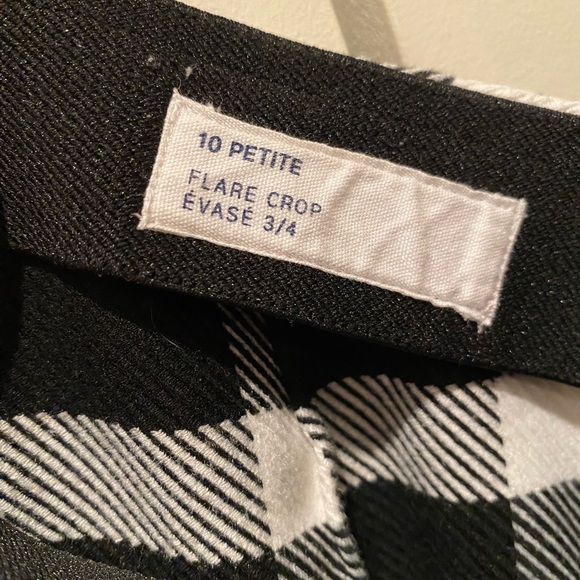 10 PETITE
FLARE CROP
ÉVASÉ 3/4